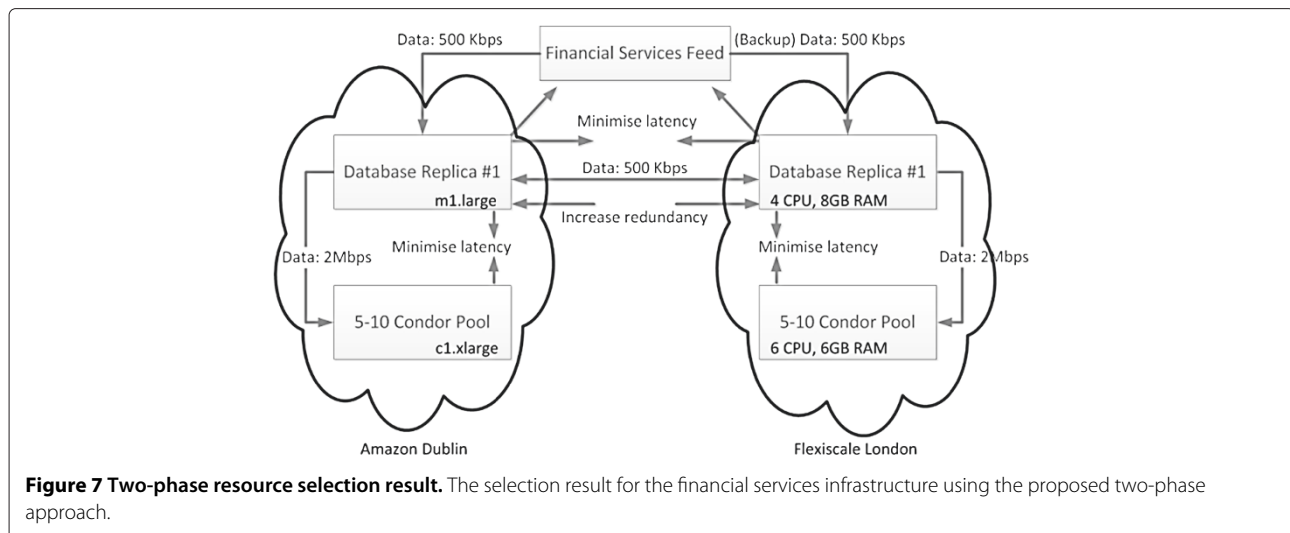 Data: 500 Kbps
Financial Services Feed
(Backup) Data: 500 Kbps
Minimise latency
Database Replica #1
m1.large
Data: 500 Kbps
Database Replica #1
4 CPU, 8GB RAM
Increase redundancy
Minimise latency
Minimise latency
Data: 2Mbps
Data: 2Mbps
5-10 Condor Pool
c1.xlarge
5-10 Condor Pool
6 CPU, 6GB RAM
Amazon Dublin
Flexiscale London
Figure 7 Two-phase resource selection result. The selection result for the financial services infrastructure using the proposed two-phase
approach.